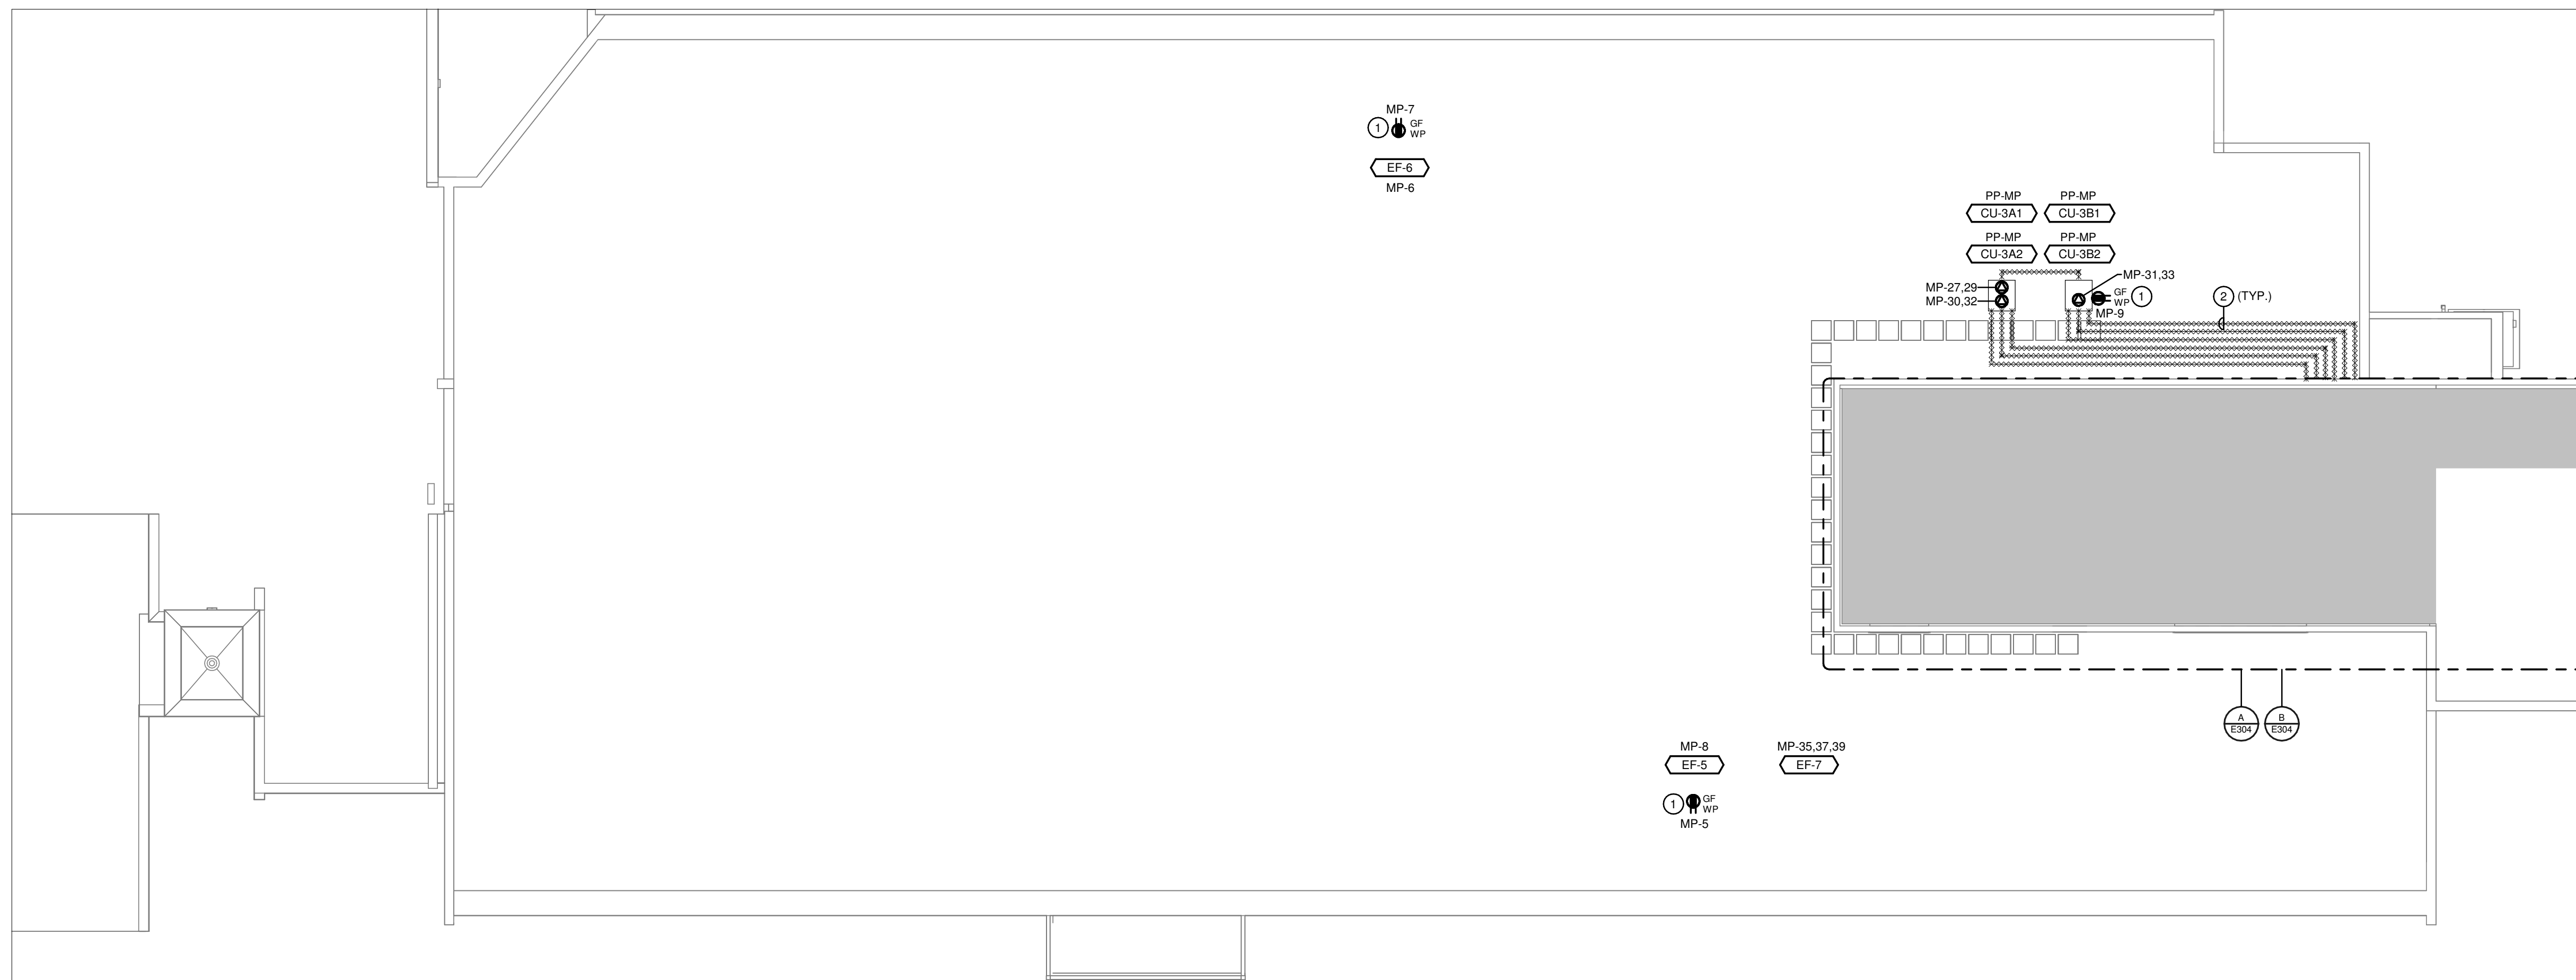 MP-7
1
GF
WP
EF-6
MP-6
PP-MP
PP-MP
CU-3A1
CU-3B1
PP-MP
PP-MP
CU-3A2
CU-3B2
MP-31,33
MP-27,29
MP-30,32
GF
WP
1
MP-9
2 (TYP.)
A
E304
B
E304
MP-8
EF-5
MP-35,37,39
EF-7
1
GF
WP
MP-5